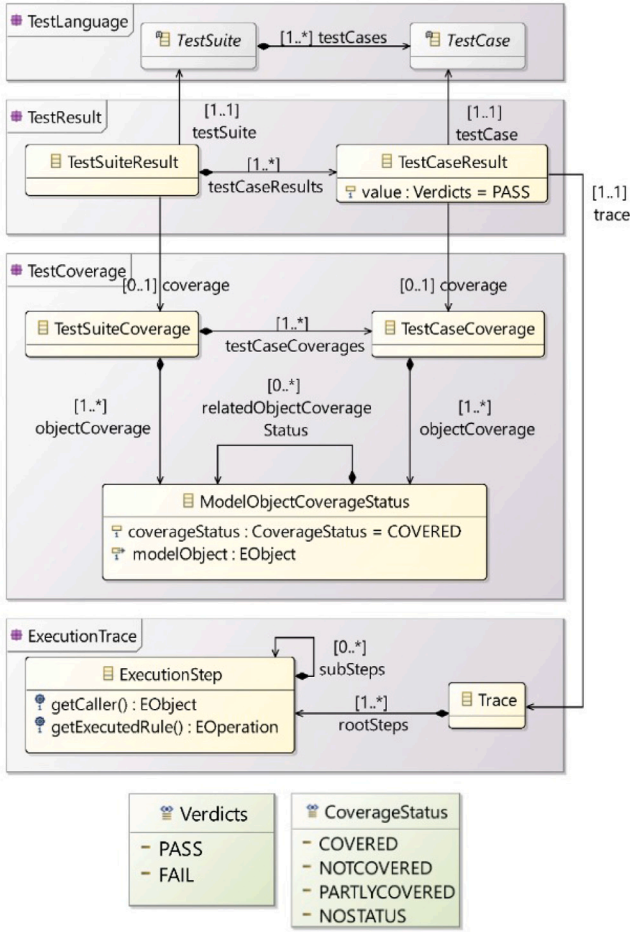 TestLanguage
TestSuite
[1..*] testCases
TestCase
TestResult
[1..1]
testSuite
[1..1]
testCase
TestSuiteResult
[1..*]
testCaseResults
TestCaseResult
value : Verdicts = PASS
[1..1]
trace
TestCoverage
[0..1] coverage
[0..1] coverage
TestSuiteCoverage
[1..*]
testCaseCoverages
TestCaseCoverage
[1..*]
objectCoverage
[0..*]
relatedObjectCoverage
Status
[1..*]
objectCoverage
ModelObjectCoverageStatus
coverageStatus : CoverageStatus = COVERED
modelObject : EObject
ExecutionTrace
ExecutionStep
getCaller() : EObject
getExecutedRule() : EOperation
[0..*]
subSteps
[1..*]
rootSteps
Trace
Verdicts
PASS
FAIL
CoverageStatus
COVERED
NOTCOVERED
PARTLYCOVERED
NOSTATUS